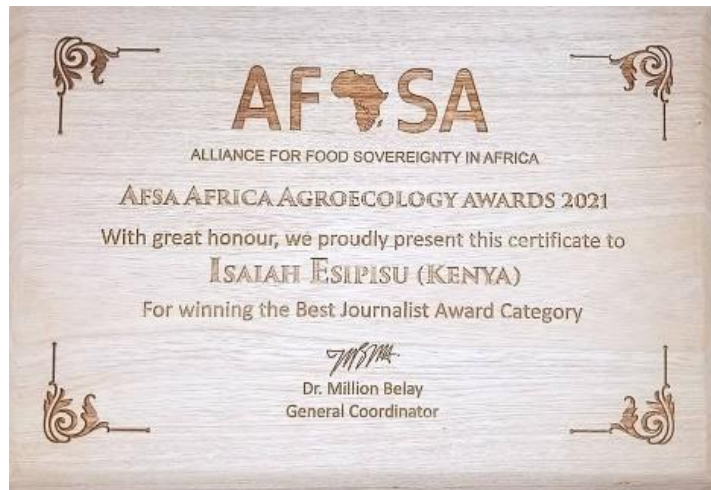 AFSA
ALLIANCE FOR FOOD SOVEREIGNTY IN AFRICA
AFSA AFRICA AGROECOLOGY AWARDS 2021
With great honour, we proudly present this certificate to
ISAIAH ESIPISU (KENYA)
For winning the Best Journalist Award Category
Dr. Million Belay
General Coordinator